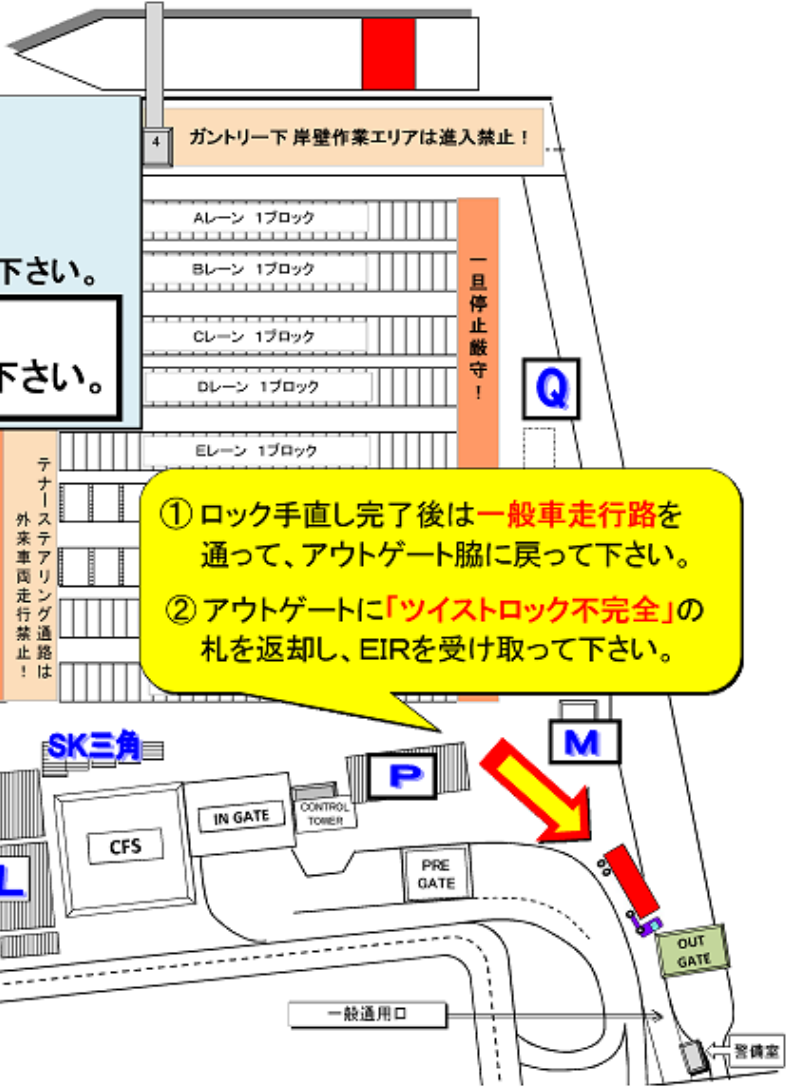 4
ガントリー下 岸壁作業エリアは進入禁止！
Aレーン 1ブロック
Bレーン 1ブロック
下さい。
Cレーン 1ブロック
下さい。
Dレーン 1ブロック
Eレーン 1ブロック
一旦停止厳守！
Q
テナーステアリング通路は
外来車両走行禁止！
① ロック手直し完了後は一般車走行路を
通って、アウトゲート脇に戻って下さい。
② アウトゲートに「ツイストロック不完全」の
札を返却し、EIRを受け取って下さい。
SK三角
M
P
IN GATE
CONTROL
TOWER
CFS
PRE
GATE
L
OUT
GATE
一般通用口
警備室